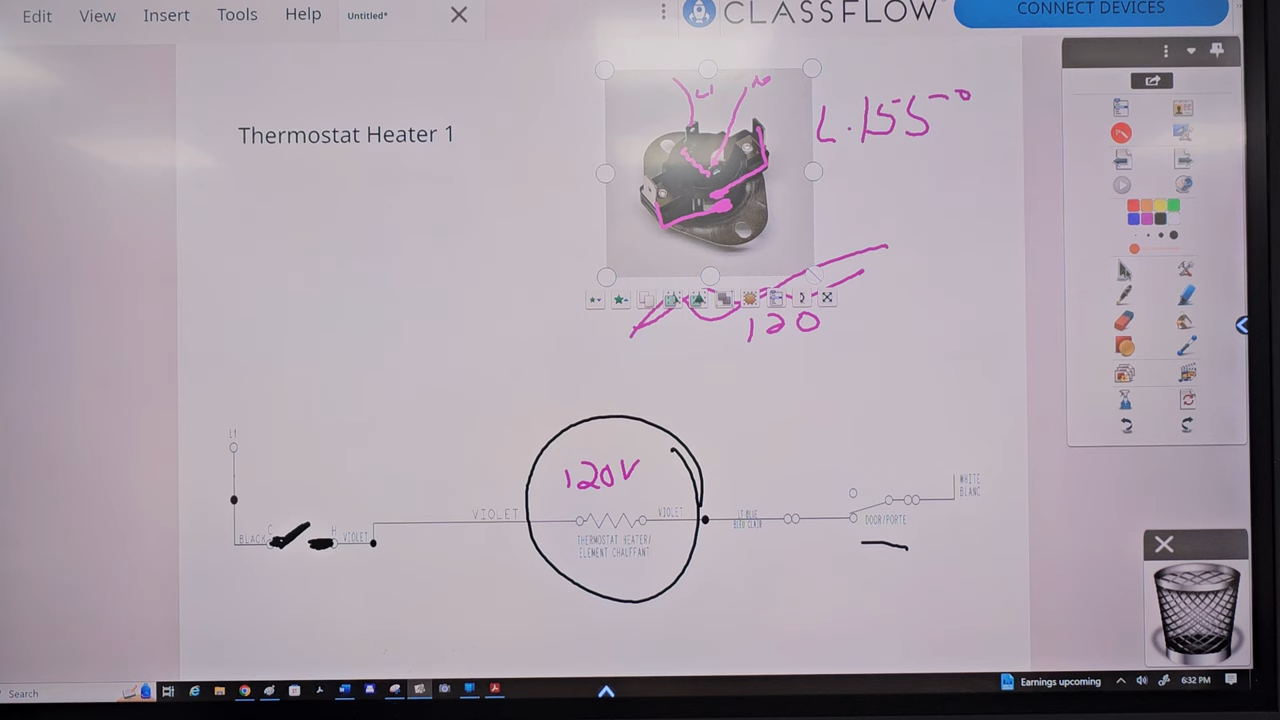 Edit View Insert Tools Help Untitled*
CLASSFLOW
CONNECT DEVICES
L1
N
L.155°
Thermostat Heater 1
120
L1
120V
WHITE
BLANC
VIOLET
VIOLET
LT BLUE
BLEU CLAIR
DOOR/PORTE
C
H
BLACK
VIOLET
THERMOSTAT HEATER/
ELEMENT CHAUFFANT
Search
Earnings upcoming
6:32 PM